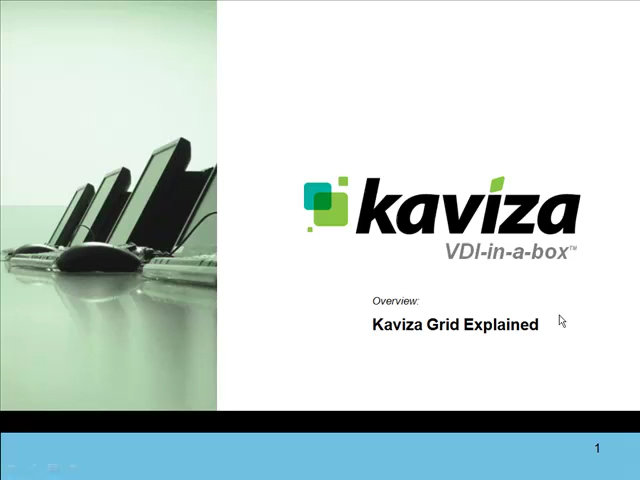 kaviza
VDI-in-a-box™
Overview:
Kaviza Grid Explained
1